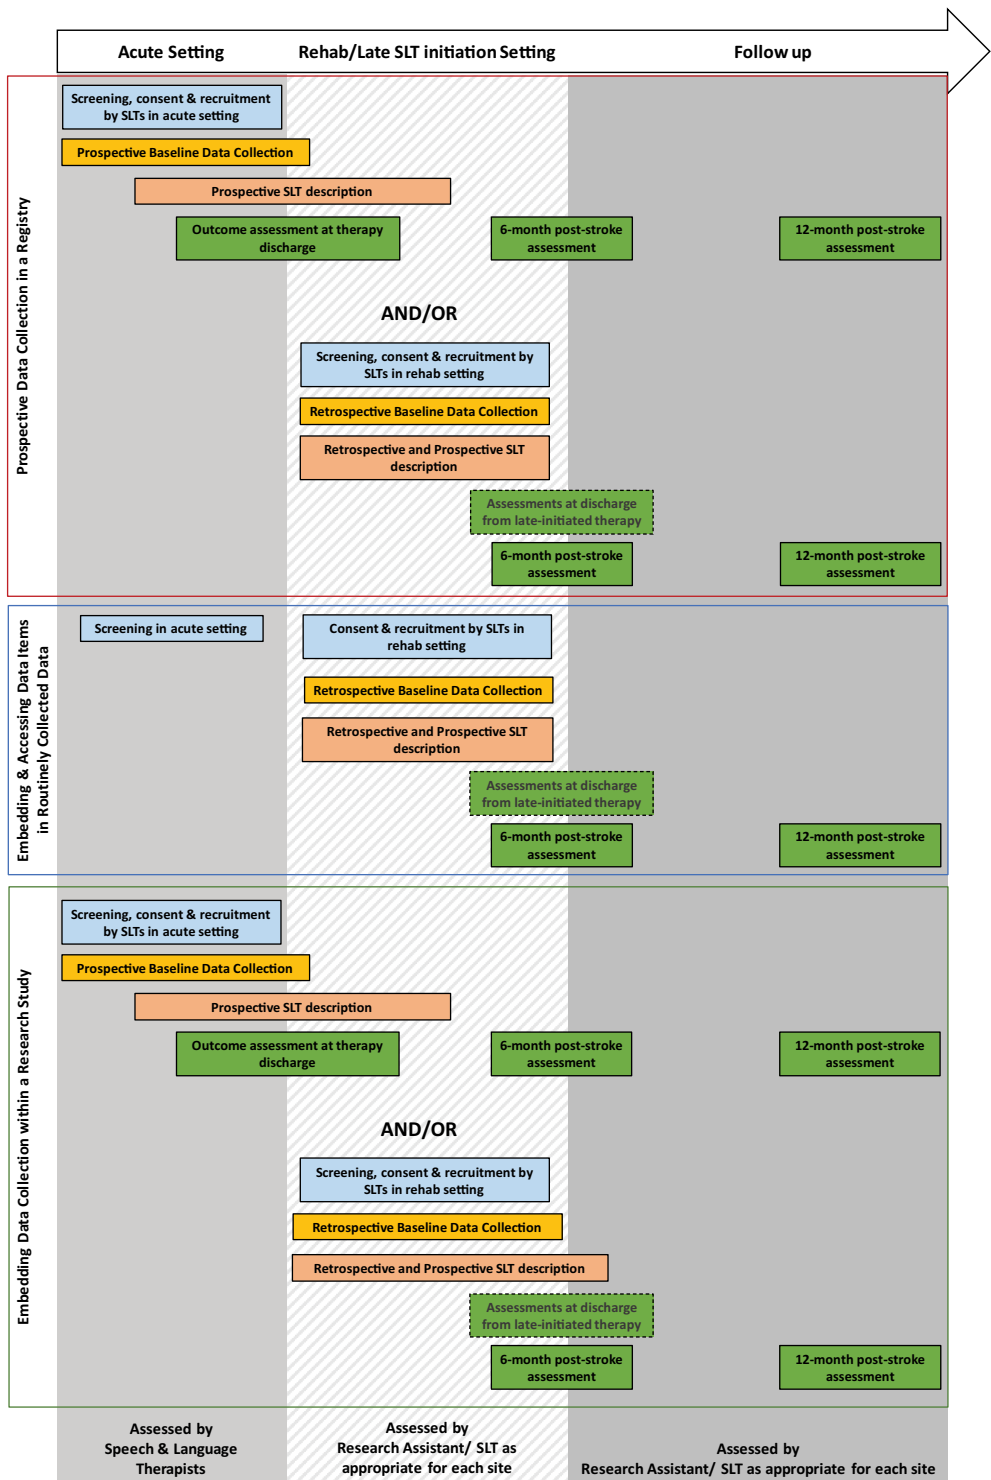 Acute Setting
Rehab/Late SLT initiation Setting
Follow up
Prospective Data Collection in a Registry
Screening, consent & recruitment
by SLTs in acute setting
Prospective Baseline Data Collection
Prospective SLT description
Outcome assessment at therapy
discharge
6-month post-stroke
assessment
12-month post-stroke
assessment
AND/OR
Screening, consent & recruitment by
SLTs in rehab setting
Retrospective Baseline Data Collection
Retrospective and Prospective SLT
description
Assessments at discharge
from late-initiated therapy
6-month post-stroke
assessment
12-month post-stroke
assessment
Embedding & Accessing Data Items
in Routinely Collected Data
Screening in acute setting
Consent & recruitment by SLTs in
rehab setting
Retrospective Baseline Data Collection
Retrospective and Prospective SLT
description
Assessments at discharge
from late-initiated therapy
6-month post-stroke
assessment
12-month post-stroke
assessment
Embedding Data Collection within a Research Study
Screening, consent & recruitment
by SLTs in acute setting
Prospective Baseline Data Collection
Prospective SLT description
Outcome assessment at therapy
discharge
6-month post-stroke
assessment
12-month post-stroke
assessment
AND/OR
Screening, consent & recruitment by
SLTs in rehab setting
Retrospective Baseline Data Collection
Retrospective and Prospective SLT description
Assessments at discharge
from late-initiated therapy
6-month post-stroke
assessment
12-month post-stroke
assessment
Assessed by
Speech & Language
Therapists
Assessed by
Research Assistant/ SLT as
appropriate for each site
Assessed by
Research Assistant/ SLT as appropriate for each site